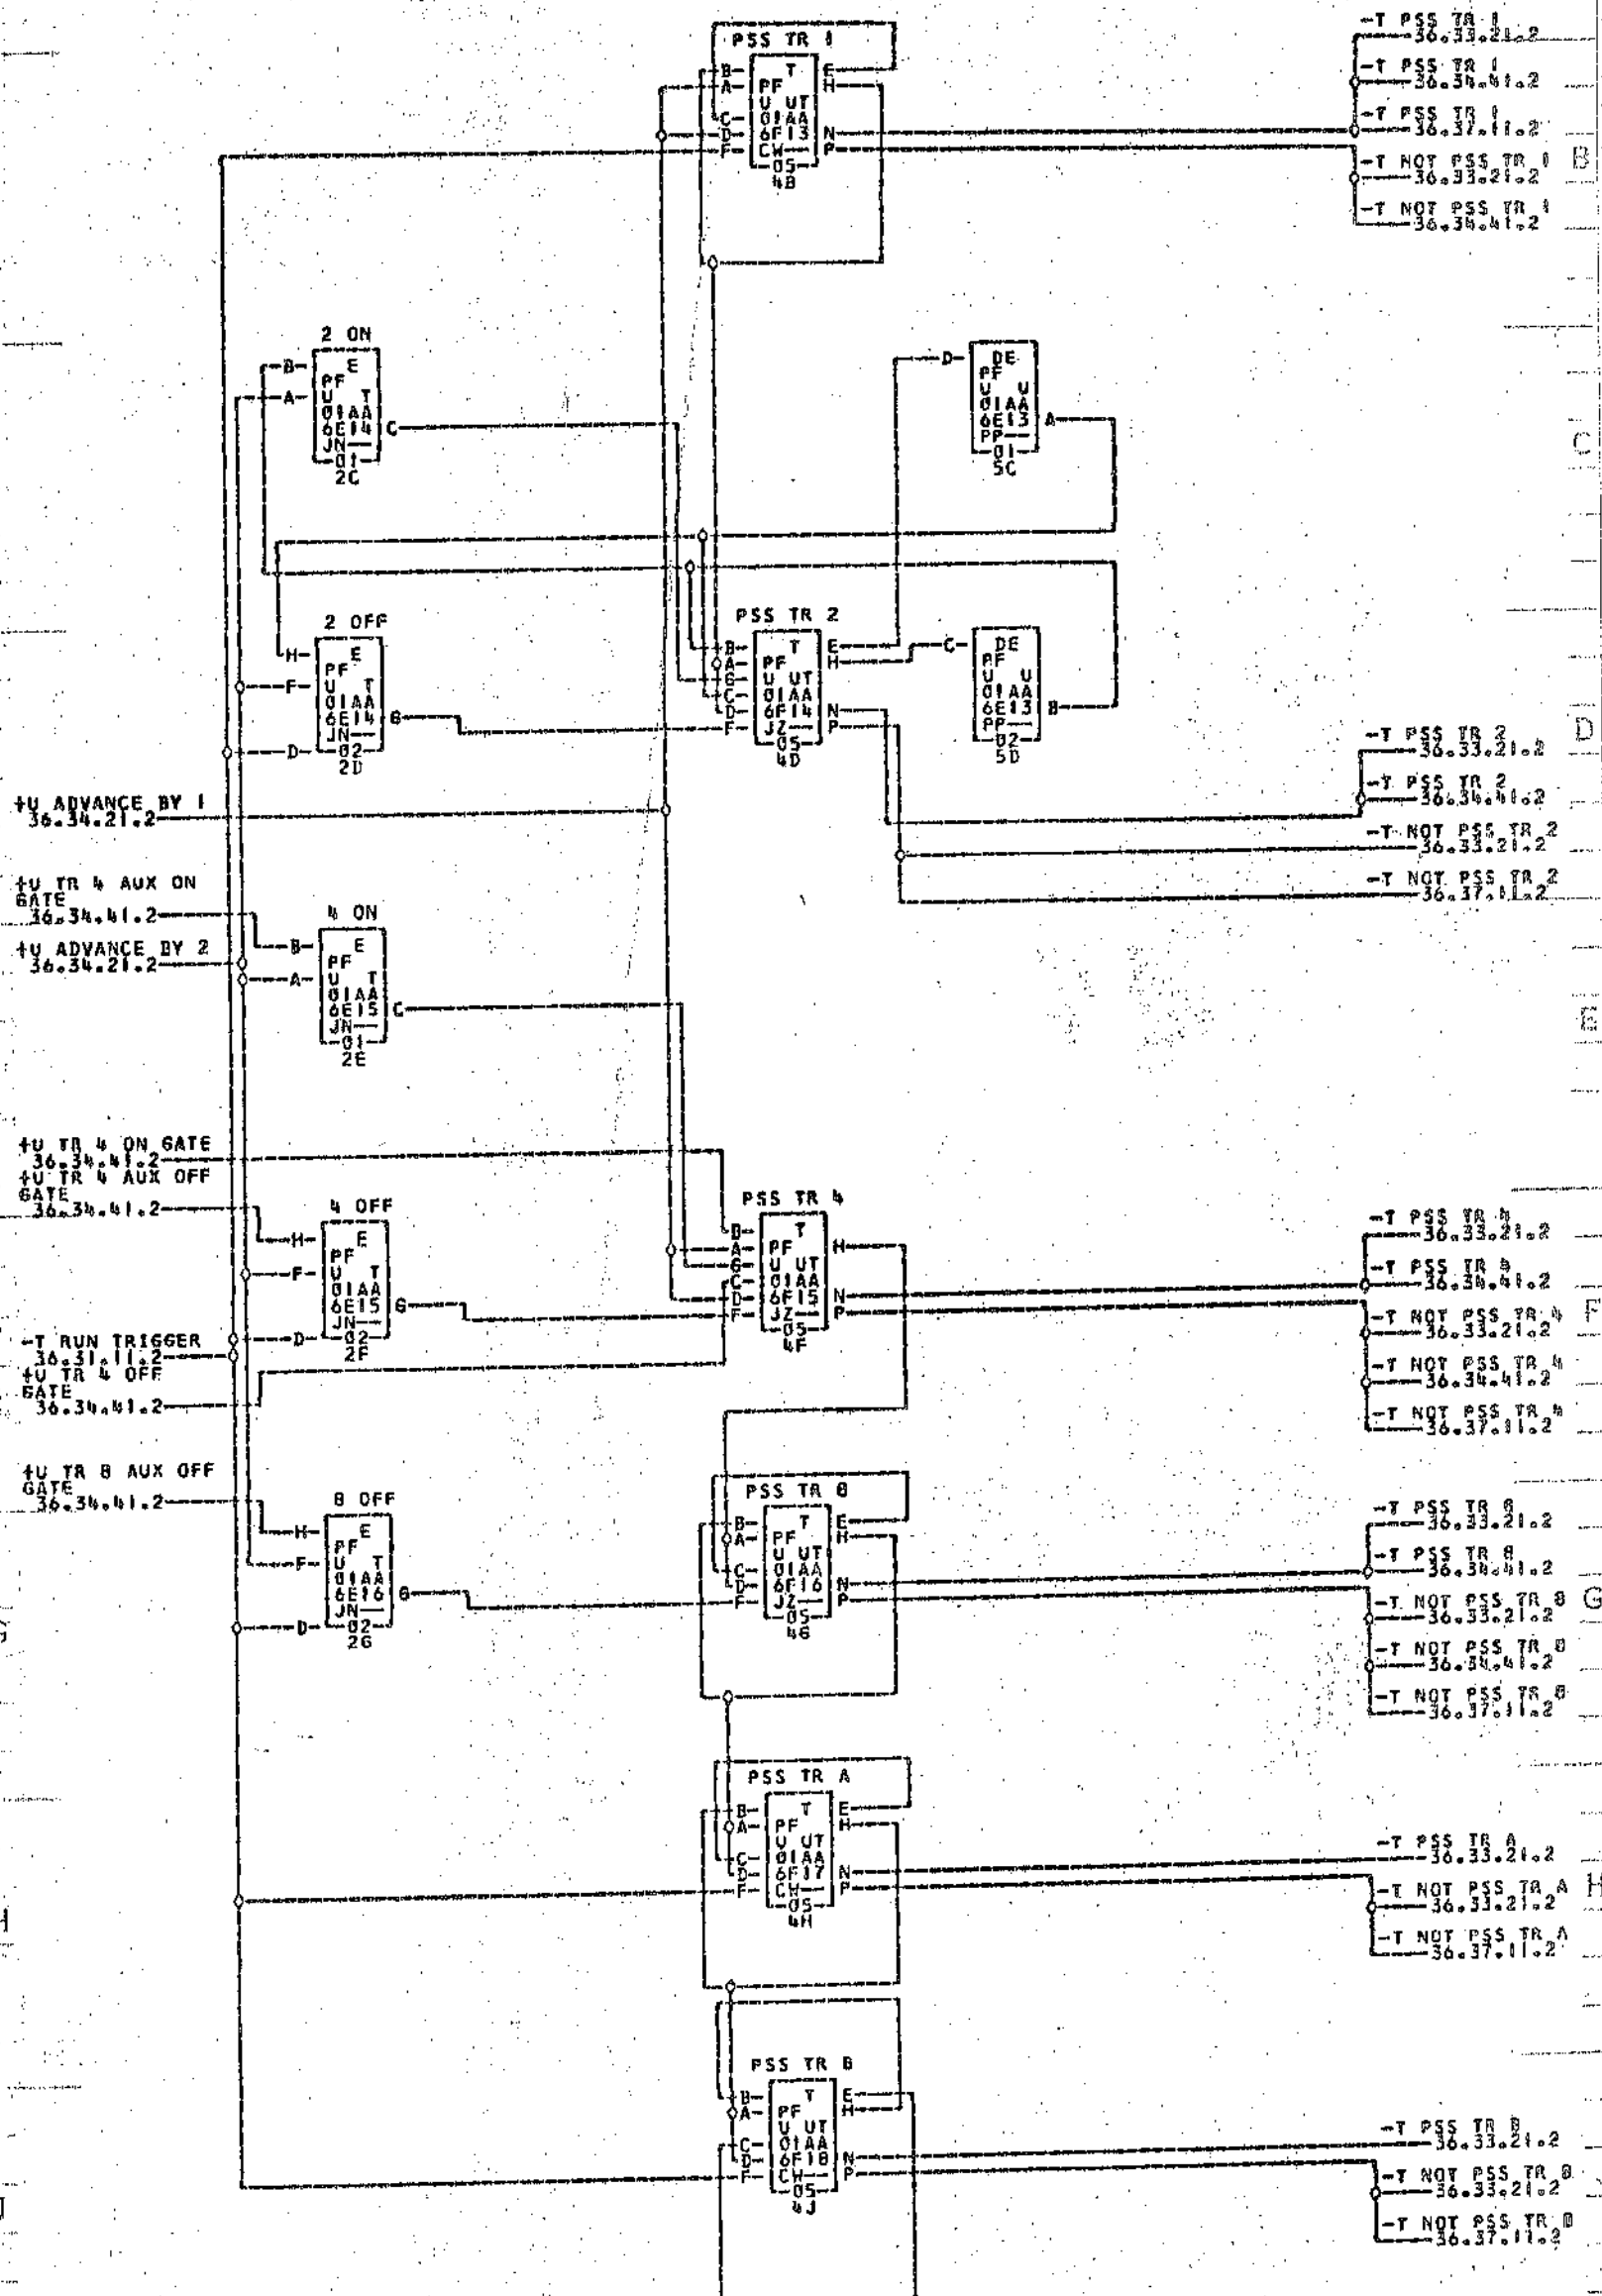 PSS TR 1
B- T E
A- PF H
U UT
C- 01AA
D- 6F13 N
F- CW P
05
4B
-T PSS TR 1
36.33.21.2
-T PSS TR 1
36.34.41.2
-T PSS TR 1
36.37.11.2
-T NOT PSS TR 1
36.33.21.2
-T NOT PSS TR 1
36.34.41.2
B
2 ON
B- E
PF
A- U T
01AA
6E14 C
JN
01
2C
D- DE
PF
U U
01AA
6E13 A
PP
01
5C
C
2 OFF
H- E
PF
F- U T
01AA
6E14 G
JN
D- 02
2D
PSS TR 2
B- T E
A- PF H
G- U UT
C- 01AA
D- 6F14 N
F- JZ P
05
4D
C- DE
PF
U U
01AA
6E13 B
PP
02
5D
-T PSS TR 2
36.33.21.2
-T PSS TR 2
36.34.41.2
-T NOT PSS TR 2
36.33.21.2
-T NOT PSS TR 2
36.37.11.2
D
+U ADVANCE BY 1
36.34.21.2
+U TR 4 AUX ON
GATE
36.34.41.2
+U ADVANCE BY 2
36.34.21.2
4 ON
B- E
PF
A- U T
01AA
6E15 C
JN
01
2E
E
+U TR 4 ON GATE
36.34.41.2
+U TR 4 AUX OFF
GATE
36.34.41.2
4 OFF
H- E
PF
F- U T
01AA
6E15 G
JN
D- 02
2F
-T RUN TRIGGER
36.31.11.2
+U TR 4 OFF
GATE
36.34.41.2
PSS TR 4
B- T
A- PF H
G- U UT
C- 01AA
D- 6F15 N
F- JZ P
05
4F
-T PSS TR 4
36.33.21.2
-T PSS TR 4
36.34.41.2
-T NOT PSS TR 4
36.33.21.2
-T NOT PSS TR 4
36.34.41.2
-T NOT PSS TR 4
36.37.11.2
F
+U TR 8 AUX OFF
GATE
36.34.41.2
8 OFF
H- E
PF
F- U T
01AA
6E16 G
JN
D- 02
2G
PSS TR 8
B- T E
A- PF H
U UT
C- 01AA
D- 6F16 N
F- JZ P
05
4G
-T PSS TR 8
36.33.21.2
-T PSS TR 8
36.34.41.2
-T NOT PSS TR 8
36.33.21.2
-T NOT PSS TR 8
36.34.41.2
-T NOT PSS TR 8
36.37.11.2
G
PSS TR A
B- T E
A- PF H
U UT
C- 01AA
D- 6F17 N
F- CW P
05
4H
-T PSS TR A
36.33.21.2
-T NOT PSS TR A
36.33.21.2
-T NOT PSS TR A
36.37.11.2
H
PSS TR B
B- T E
A- PF H
U UT
C- 01AA
D- 6F18 N
F- CW P
05
4J
-T PSS TR B
36.33.21.2
-T NOT PSS TR B
36.33.21.2
-T NOT PSS TR B
36.37.11.2